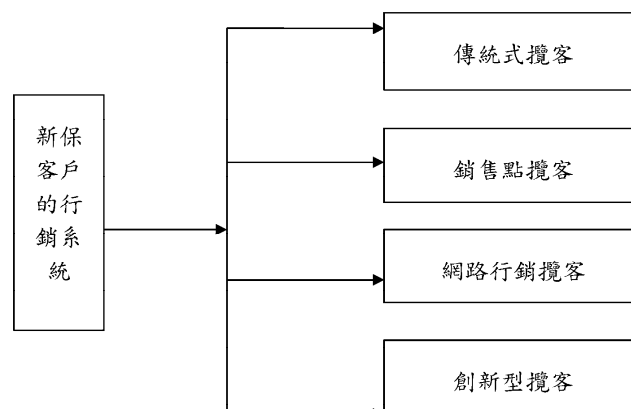 新保
客戶
的行
銷系
統
傳統式攬客
銷售點攬客
網路行銷攬客
創新型攬客